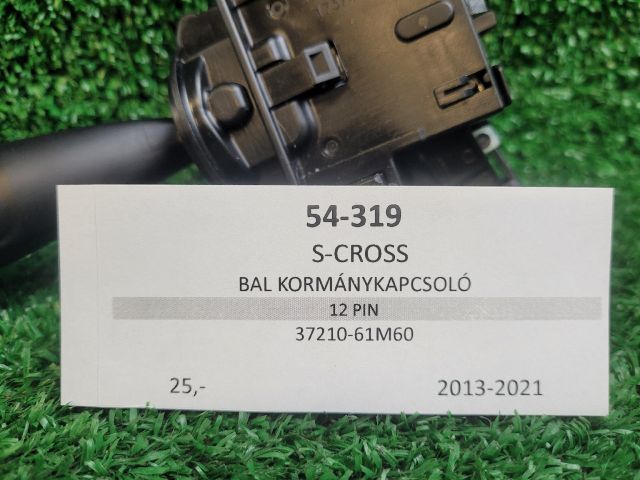 54-319
S-CROSS
BAL KORMÁNYKAPCSOLÓ
12 PIN
37210-61M60
25,-
2013-2021